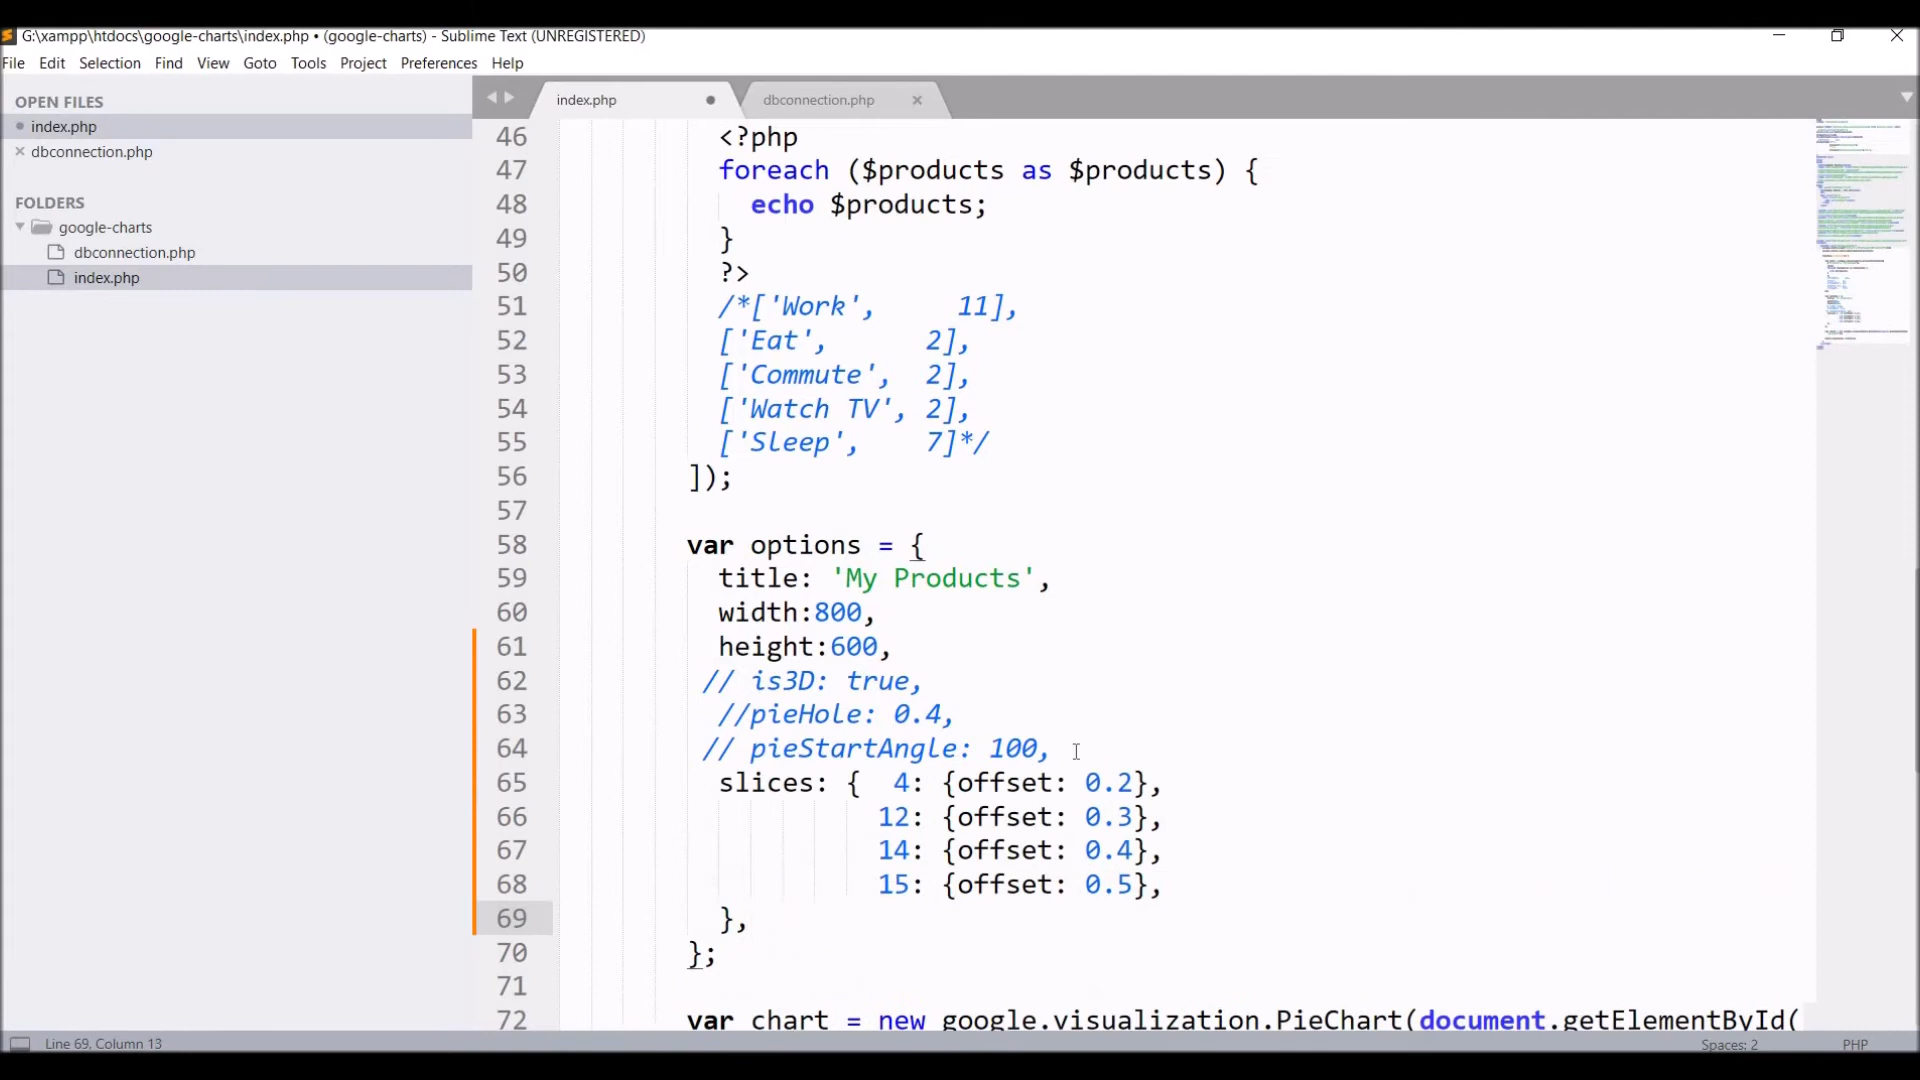 G:\xampp\htdocs\google-charts\index.php • (google-charts) - Sublime Text (UNREGISTERED)
File Edit Selection Find View Goto Tools Project Preferences Help
OPEN FILES
index.php
dbconnection.php
FOLDERS
google-charts
dbconnection.php
index.php
index.php dbconnection.php
46 <?php
47 foreach ($products as $products) {
48 echo $products;
49 }
50 ?>
51 /*['Work', 11],
52 ['Eat', 2],
53 ['Commute', 2],
54 ['Watch TV', 2],
55 ['Sleep', 7]*/
56 ]);
57
58 var options = {
59 title: 'My Products',
60 width:800,
61 height:600,
62 // is3D: true,
63 //pieHole: 0.4,
64 // pieStartAngle: 100,
65 slices: { 4: {offset: 0.2},
66 12: {offset: 0.3},
67 14: {offset: 0.4},
68 15: {offset: 0.5},
69 },
70 };
71
72 var chart = new google.visualization.PieChart(document.getElementById(
Line 69, Column 13
Spaces: 2
PHP